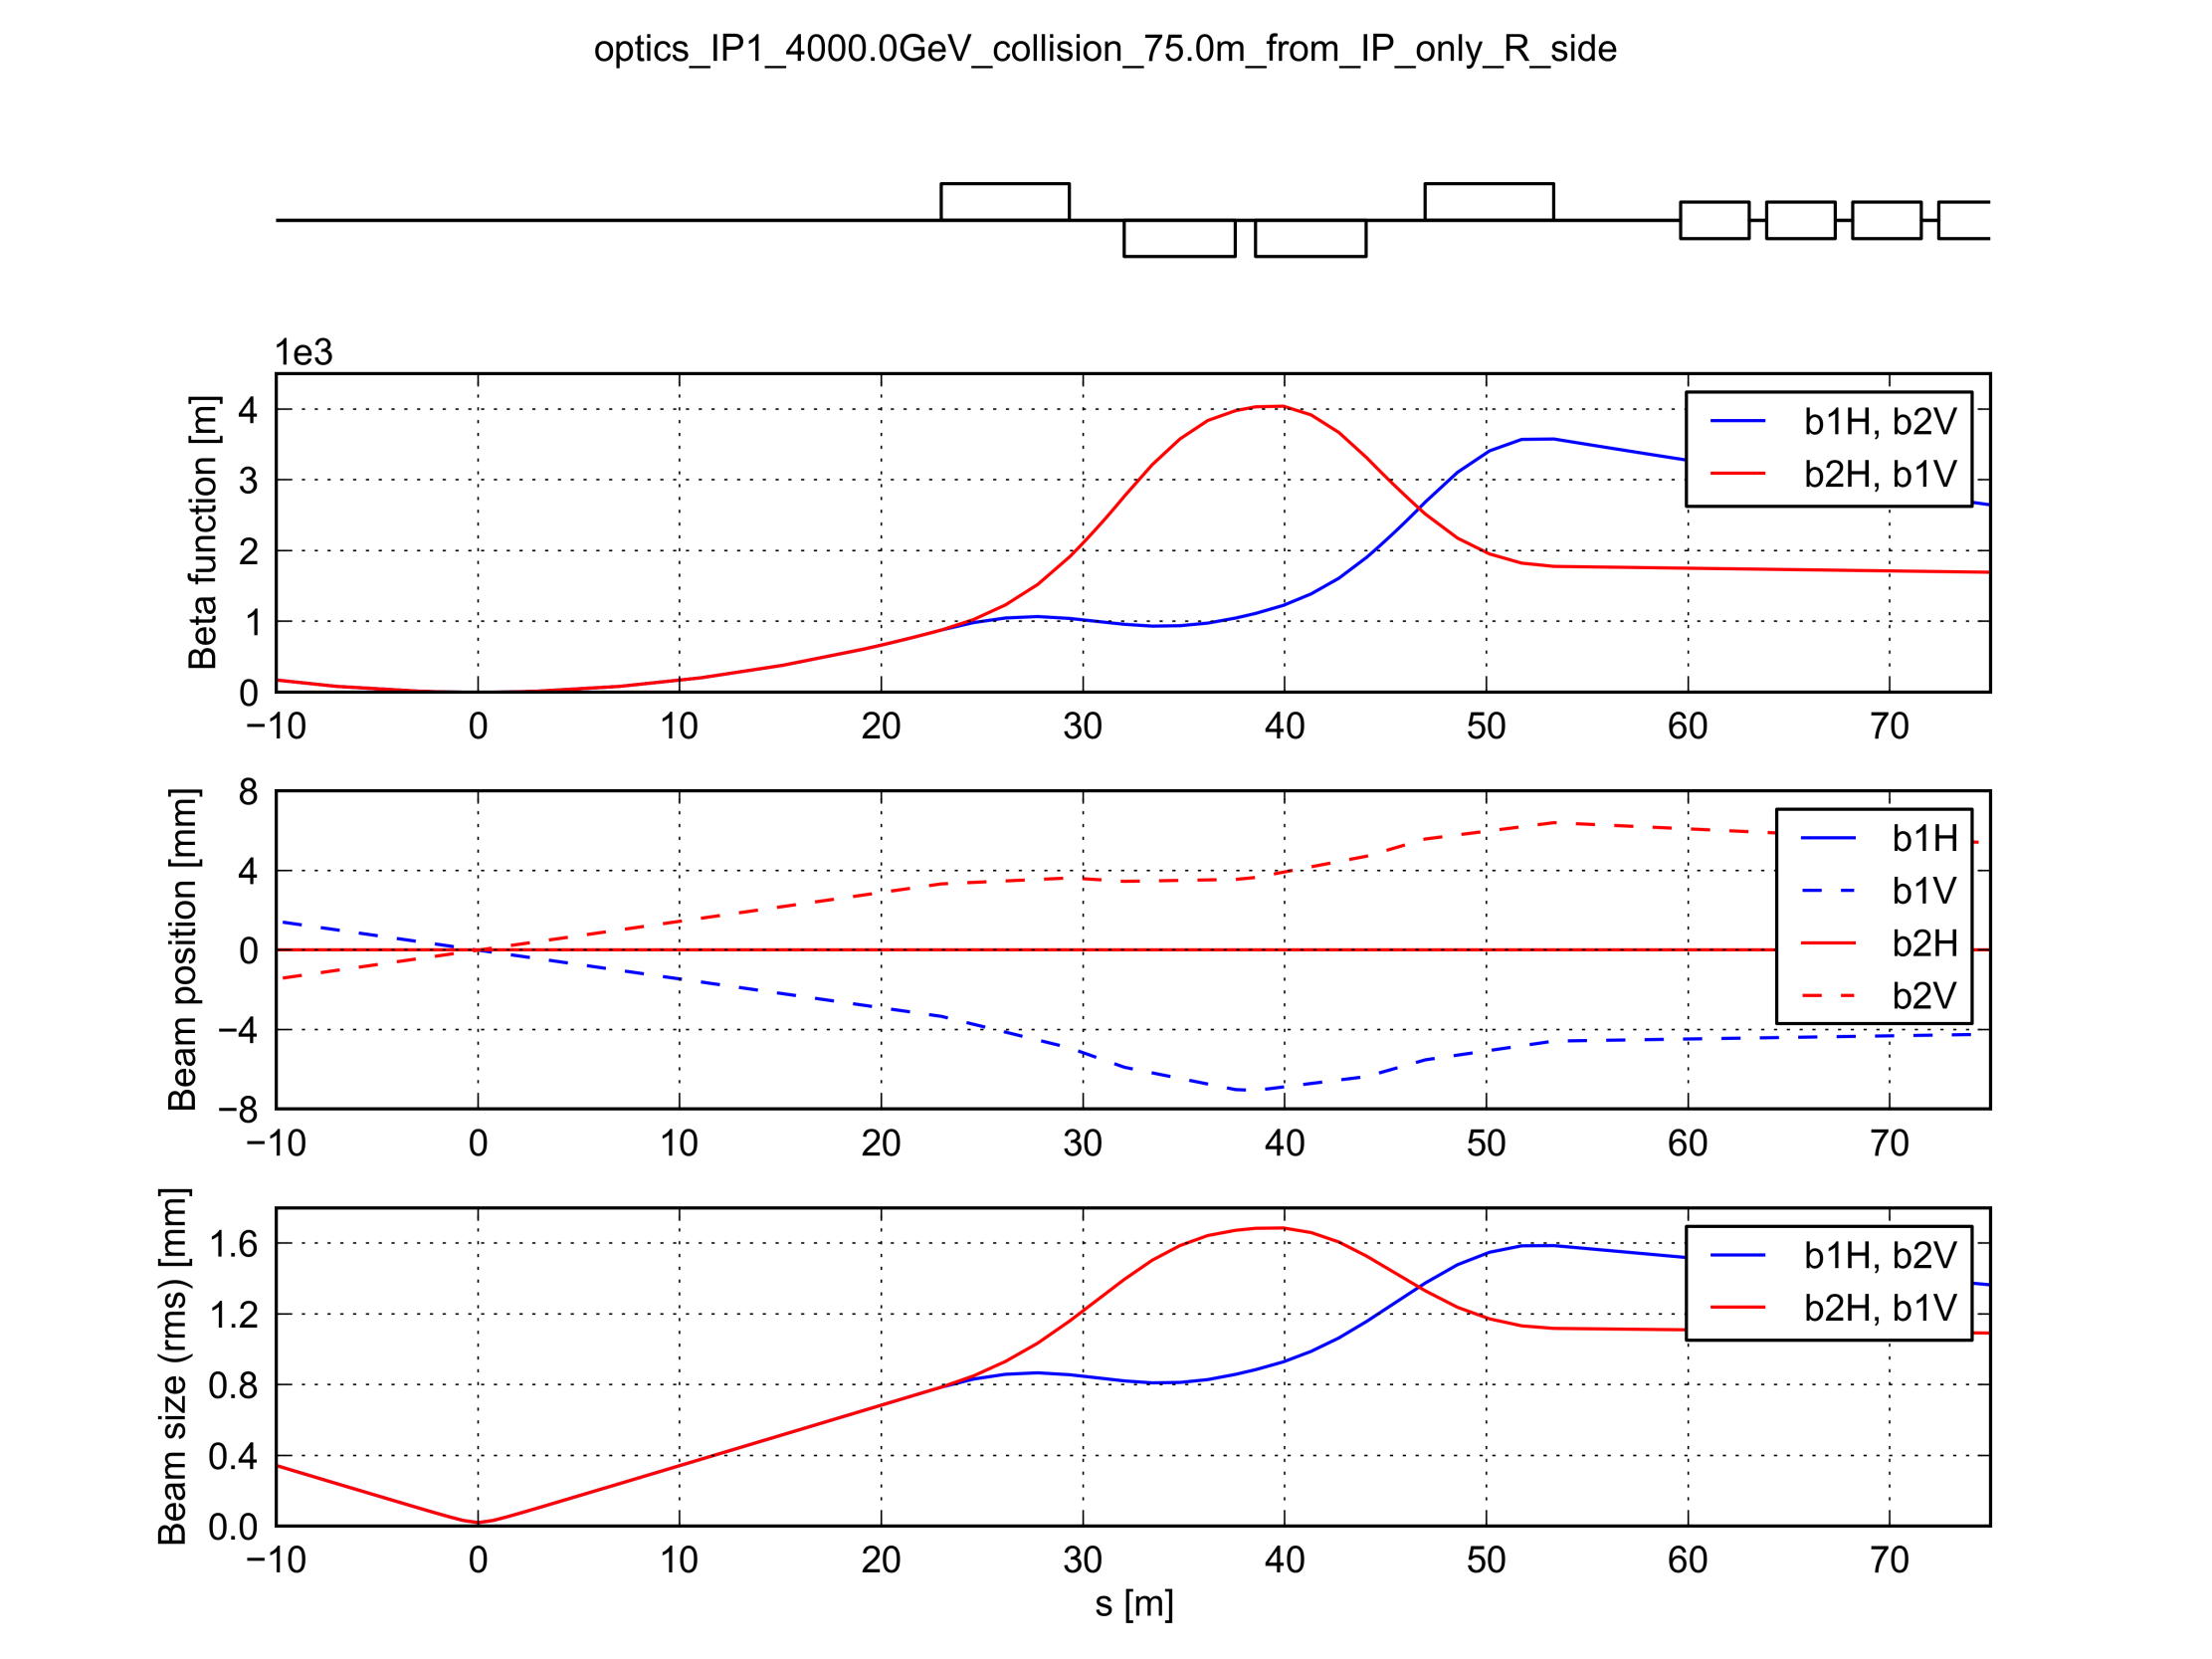 optics_IP1_4000.0GeV_collision_75.0m_from_IP_only_R_side
1e3
Beta function [m]
4
3
2
1
0
b1H, b2V
b2H, b1V
−10 0 10 20 30 40 50 60 70
Beam position [mm]
8
4
0
−4
−8
b1H
b1V
b2H
b2V
−10 0 10 20 30 40 50 60 70
Beam size (rms) [mm]
1.6
1.2
0.8
0.4
0.0
b1H, b2V
b2H, b1V
−10 0 10 20 30 40 50 60 70
s [m]